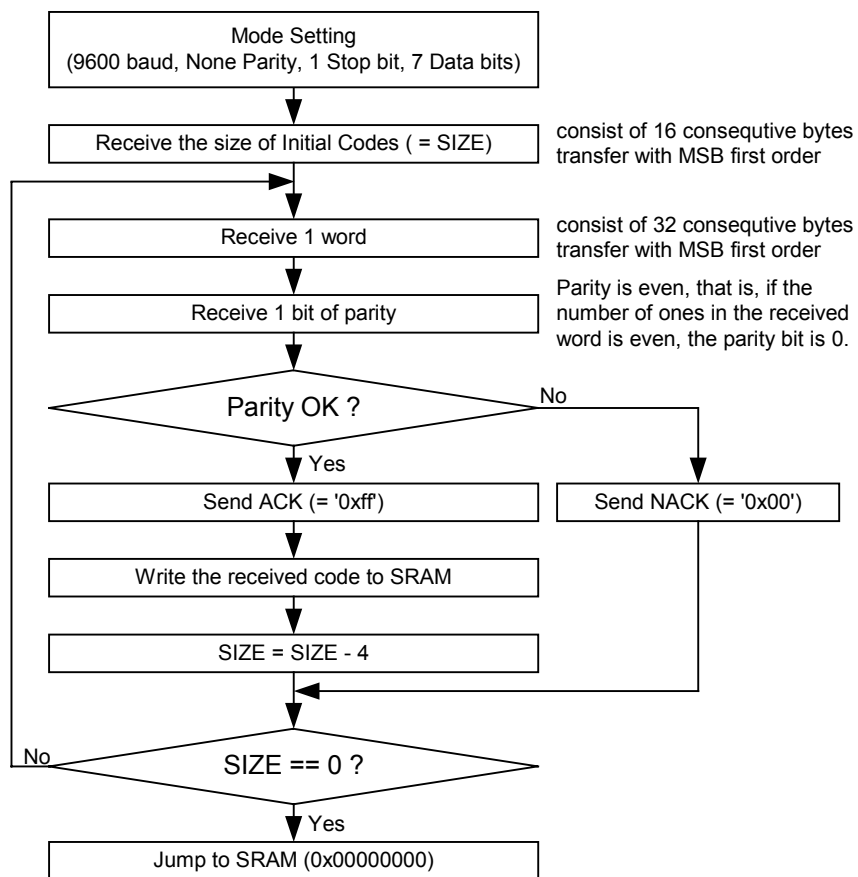 Mode Setting
(9600 baud, None Parity, 1 Stop bit, 7 Data bits)
Receive the size of Initial Codes ( = SIZE)
consist of 16 consequtive bytes
transfer with MSB first order
Receive 1 word
consist of 32 consequtive bytes
transfer with MSB first order
Receive 1 bit of parity
Parity is even, that is, if the
number of ones in the received
word is even, the parity bit is 0.
Parity OK ?
No
Yes
Send ACK (= '0xff')
Send NACK (= '0x00')
Write the received code to SRAM
SIZE = SIZE - 4
No
SIZE == 0 ?
Yes
Jump to SRAM (0x00000000)